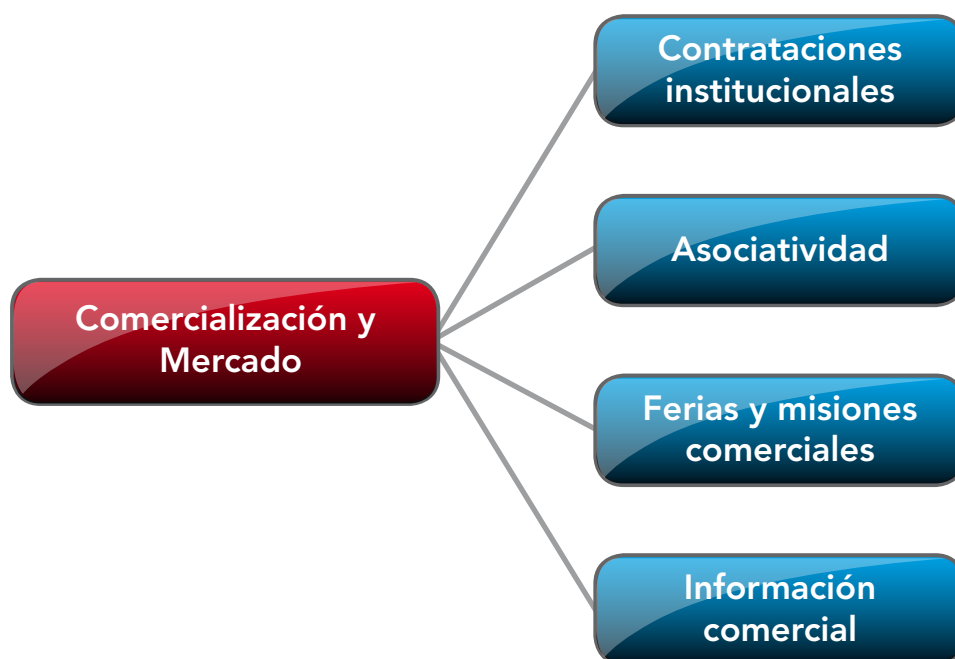 Contrataciones
institucionales
Asociatividad
Comercialización y
Mercado
Ferias y misiones
comerciales
Información
comercial